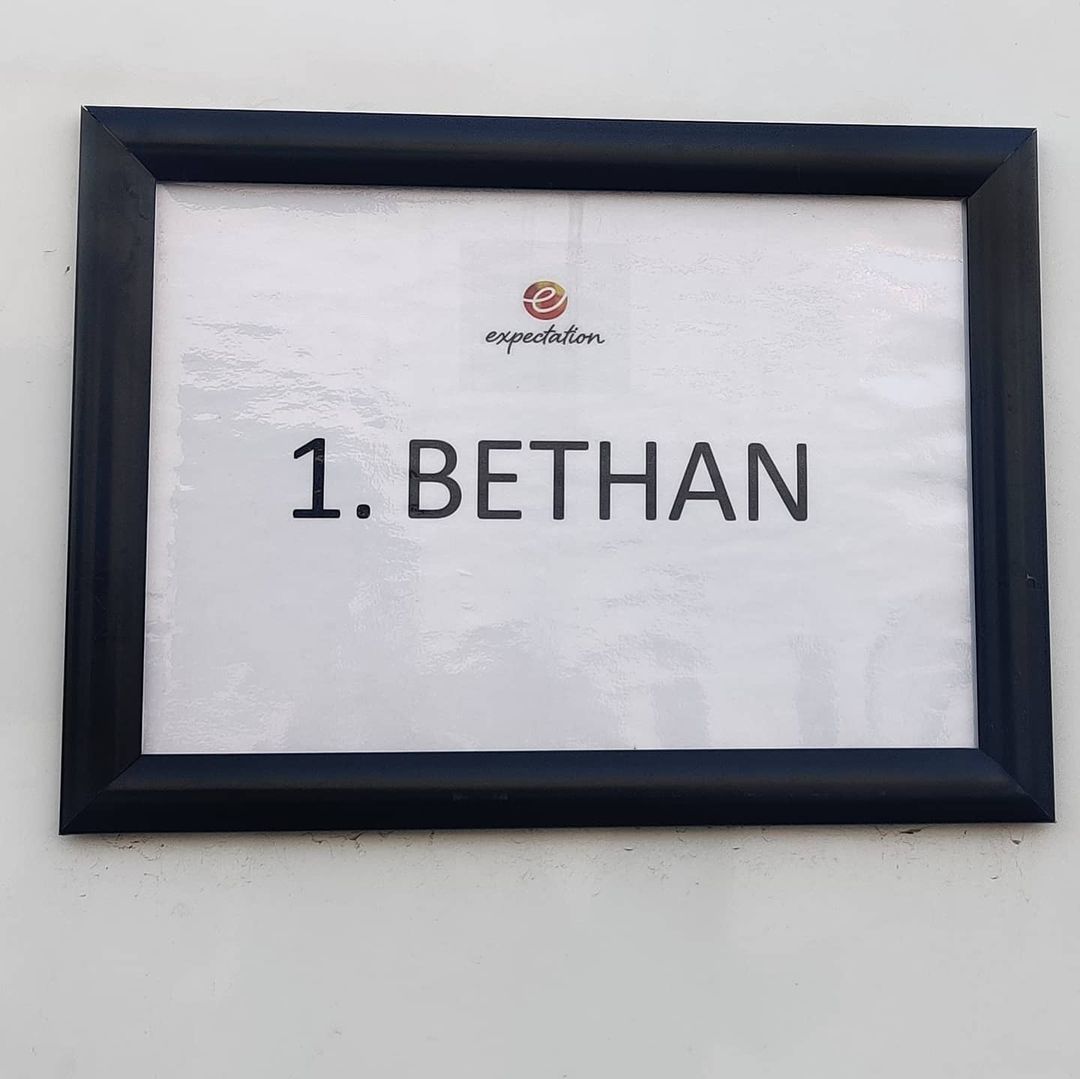 e
expectation
1. BETHAN